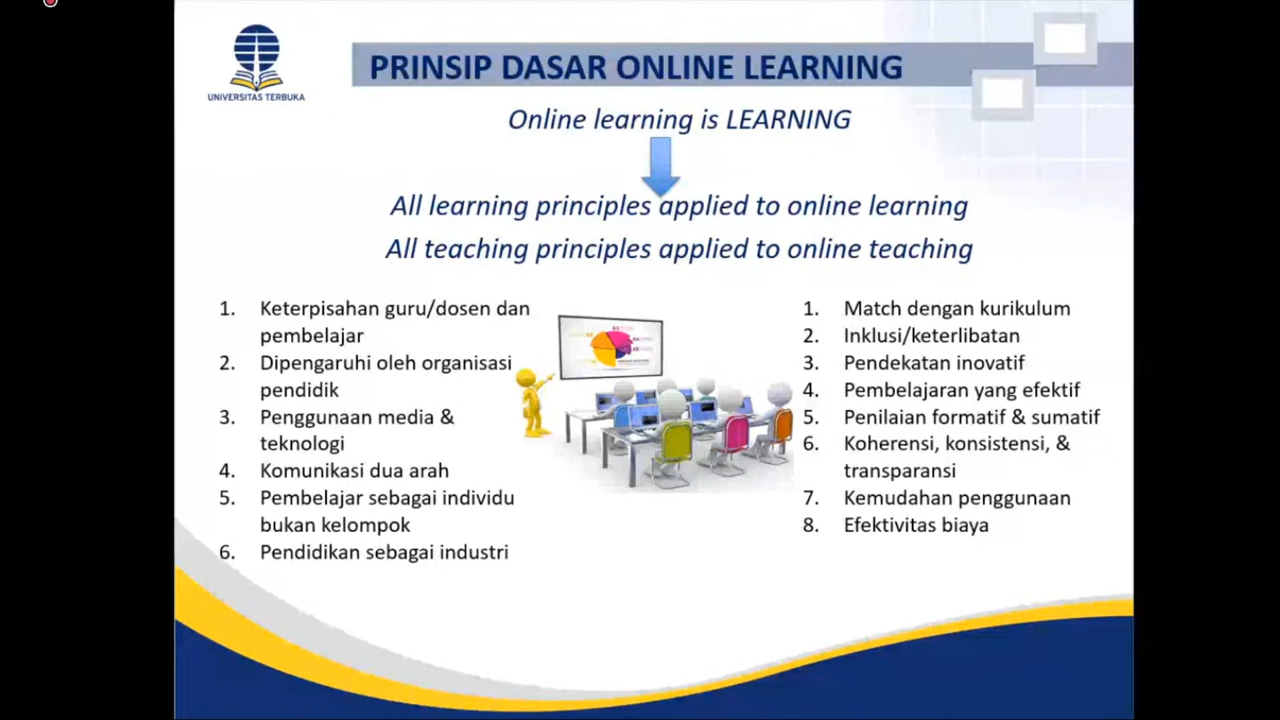 UNIVERSITAS TERBUKA
PRINSIP DASAR ONLINE LEARNING
Online learning is LEARNING
All learning principles applied to online learning
All teaching principles applied to online teaching
1. Keterpisahan guru/dosen dan
pembelajar
2. Dipengaruhi oleh organisasi
pendidik
3. Penggunaan media &
teknologi
4. Komunikasi dua arah
5. Pembelajar sebagai individu
bukan kelompok
6. Pendidikan sebagai industri
1. Match dengan kurikulum
2. Inklusi/keterlibatan
3. Pendekatan inovatif
4. Pembelajaran yang efektif
5. Penilaian formatif & sumatif
6. Koherensi, konsistensi, &
transparansi
7. Kemudahan penggunaan
8. Efektivitas biaya